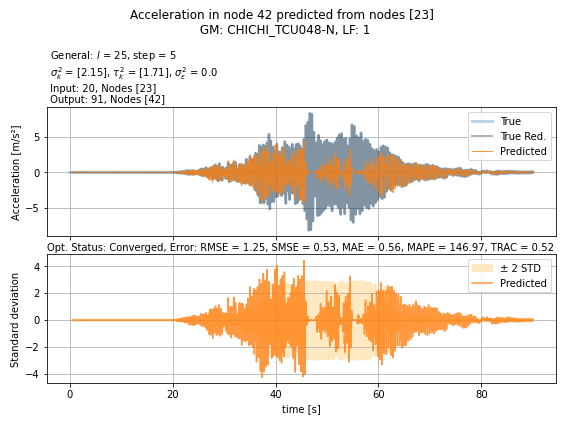 Acceleration in node 42 predicted from nodes [23]
GM: CHICHI_TCU048-N, LF: 1
General: l = 25, step = 5
σ²ₖ = [2.15], τ²ₖ = [1.71], σ²ε = 0.0
Input: 20, Nodes [23]
Output: 91, Nodes [42]
Acceleration [m/s²]
5
0
−5
True
True Red.
Predicted
Opt. Status: Converged, Error: RMSE = 1.25, SMSE = 0.53, MAE = 0.56, MAPE = 146.97, TRAC = 0.52
Standard deviation
4
2
0
−2
−4
± 2 STD
Predicted
0 20 40 60 80
time [s]